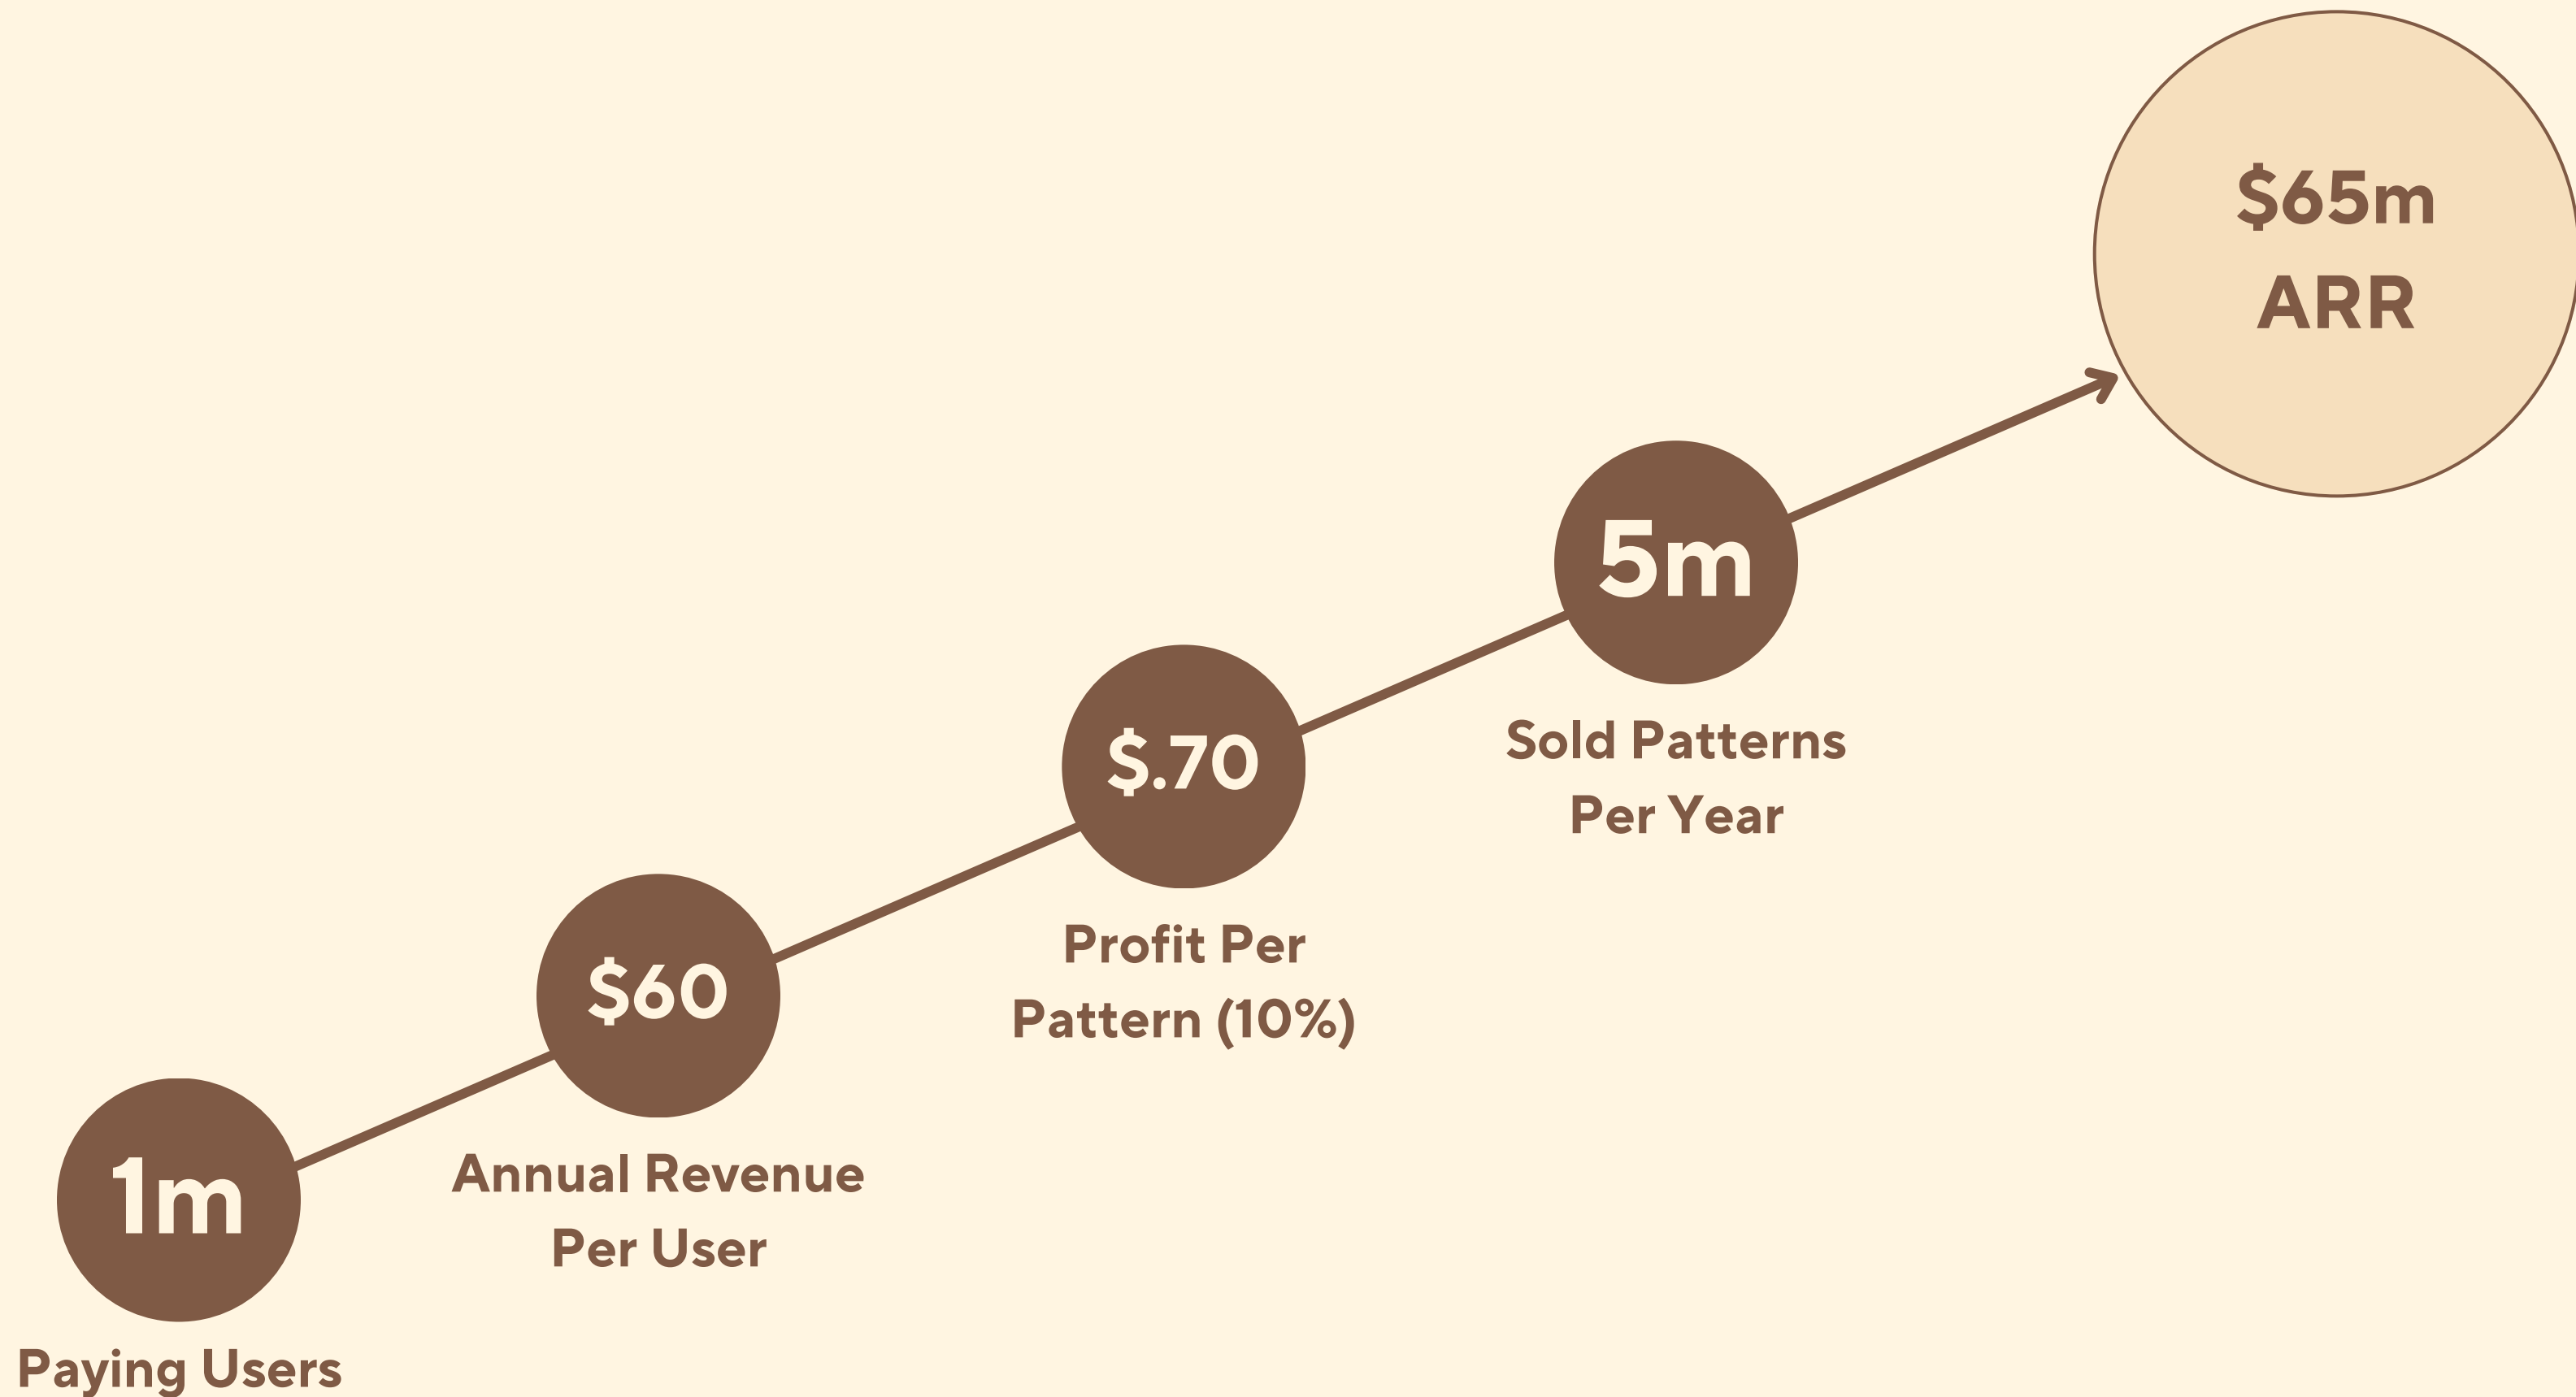 1m
Paying Users
$60
Annual Revenue
Per User
$.70
Profit Per
Pattern (10%)
5m
Sold Patterns
Per Year
$65m
ARR